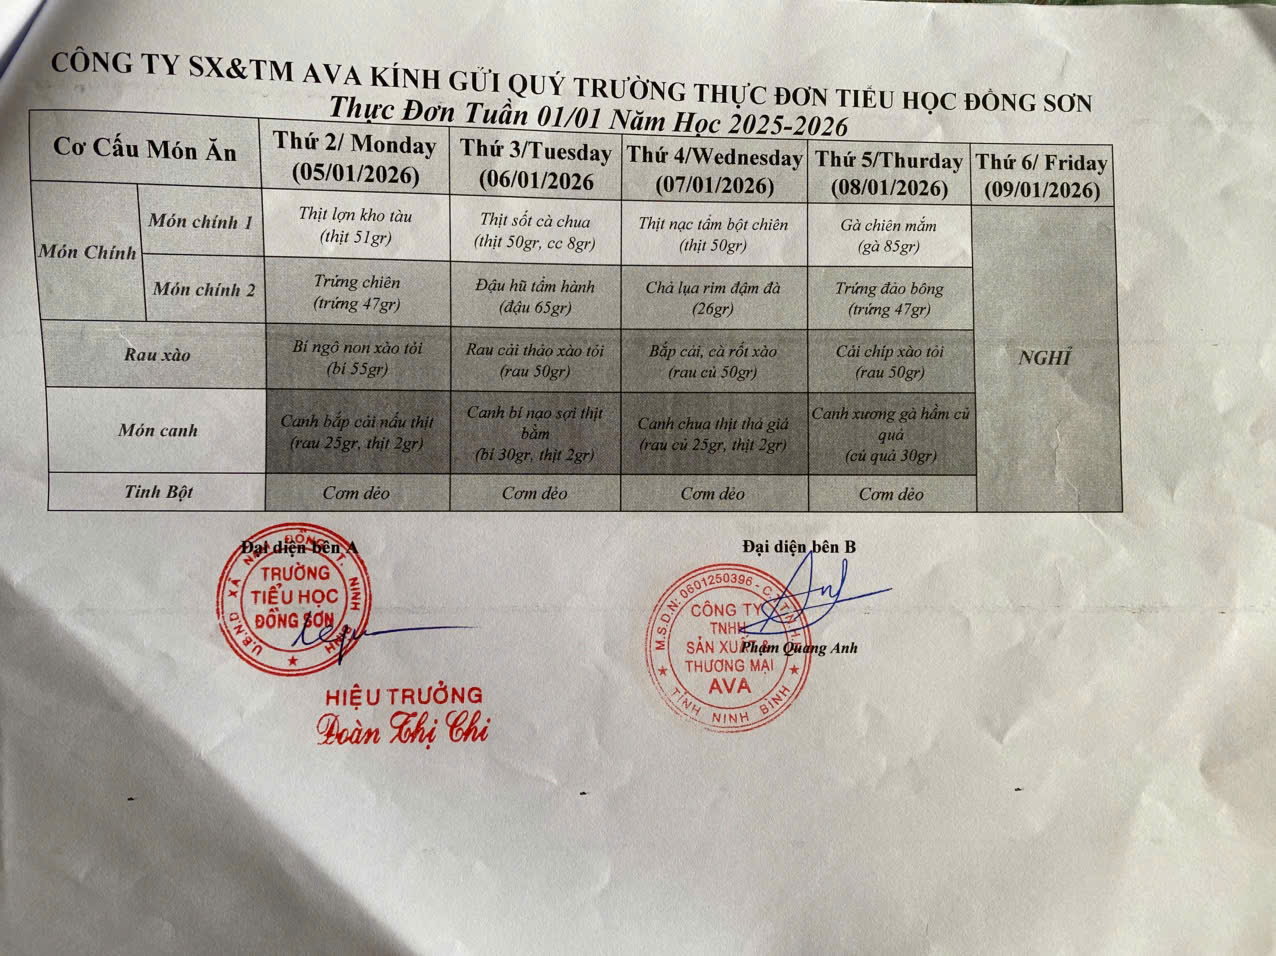 CÔNG TY SX&TM AVA KÍNH GỬI QUÝ TRƯỜNG THỰC ĐƠN TIỂU HỌC ĐỒNG SƠN
Thực Đơn Tuần 01/01 Năm Học 2025-2026
Cơ Cấu Món Ăn
Thứ 2/ Monday
(05/01/2026)
Thứ 3/Tuesday
(06/01/2026
Thứ 4/Wednesday
(07/01/2026)
Thứ 5/Thurday
(08/01/2026)
Thứ 6/ Friday
(09/01/2026)
Món Chính
Món chính 1
Thịt lợn kho tàu
(thịt 51gr)
Thịt sốt cà chua
(thịt 50gr, cc 8gr)
Thịt nạc tẩm bột chiên
(thịt 50gr)
Gà chiên mắm
(gà 85gr)
Món chính 2
Trứng chiên
(trứng 47gr)
Đậu hũ tẩm hành
(đậu 65gr)
Chả lụa rim đậm đà
(26gr)
Trứng đảo bông
(trứng 47gr)
NGHỈ
Rau xào
Bí ngô non xào tỏi
(bí 55gr)
Rau cải thảo xào tỏi
(rau 50gr)
Bắp cải, cà rốt xào
(rau củ 50gr)
Cải chíp xào tỏi
(rau 50gr)
Món canh
Canh bắp cải nấu thịt
(rau 25gr, thịt 2gr)
Canh bí nạo sợi thịt
bằm
(bí 30gr, thịt 2gr)
Canh chua thịt thả giá
(rau củ 25gr, thịt 2gr)
Canh xương gà hầm củ
quả
(củ quả 30gr)
Tinh Bột
Cơm dẻo
Cơm dẻo
Cơm dẻo
Cơm dẻo
Đại diện bên A
U.B.N.D XÃ NAM ĐỒNG T. NINH BÌNH
TRƯỜNG
TIỂU HỌC
ĐỒNG SƠN
HIỆU TRƯỞNG
Đoàn Thị Chi
Đại diện bên B
M.S.D.N: 0601250396 - C.T.T.N.H.H
CÔNG TY
TNHH
SẢN XUẤT &
THƯƠNG MẠI
AVA
TỈNH NINH BÌNH
Phạm Quang Anh